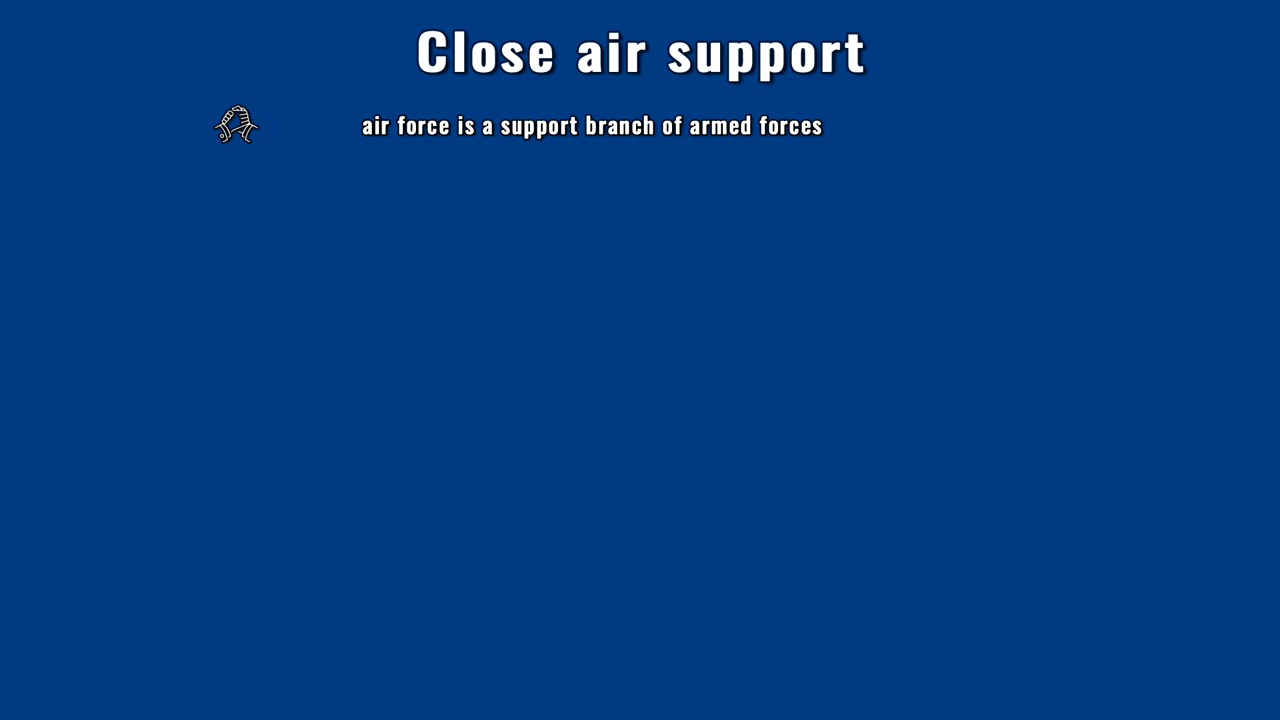 Close air support
air force is a support branch of armed forces